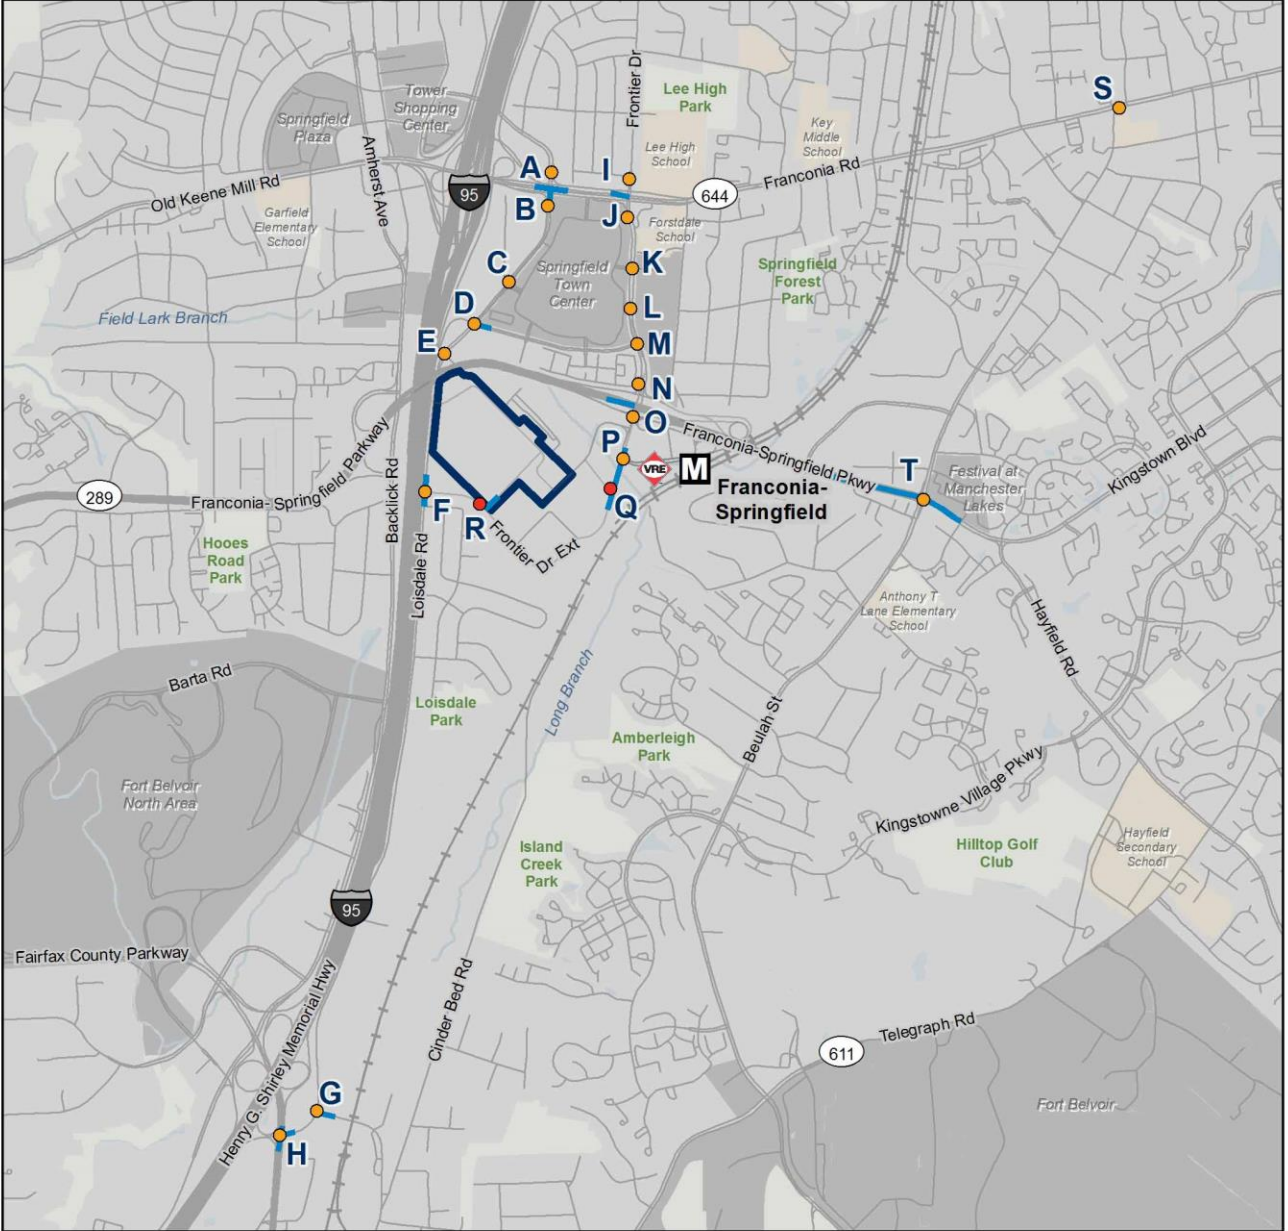 Tower
Shopping
Center
Springfield
Plaza
Amherst Ave
Frontier Dr
Lee High
Park
S
Key
Middle
School
Lee High
School
Franconia Rd
Old Keene Mill Rd
95
A
I
644
Garfield
Elementary
School
B
J
Forstdale
School
C
Springfield
Town
Center
K
Springfield
Forest
Park
D
L
Field Lark Branch
E
M
N
O
Franconia-Springfield Pkwy
P
VRE
M
Franconia-
Springfield
T
Festival at
Manchester
Lakes
Kingstown Blvd
289
Franconia- Springfield Parkway
Backlick Rd
F
R
Q
Frontier Dr Ext
Hooes
Road
Park
Loisdale Rd
Anthony T
Lane Elementary
School
Hayfield Rd
Barta Rd
Long Branch
Loisdale
Park
Amberleigh
Park
Beulah St
Fort Belvoir
North Area
Kingstowne Village Pkwy
Island
Creek
Park
Hilltop Golf
Club
Hayfield
Secondary
School
95
Fairfax County Parkway
Henry G. Shirley Memorial Hwy
Cinder Bed Rd
Telegraph Rd
611
G
H
Fort Belvoir